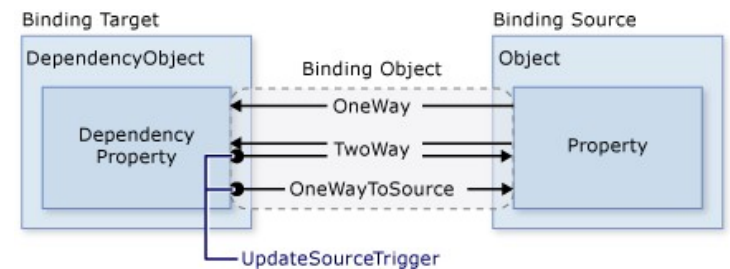 Binding Target
Binding Source
DependencyObject
Object
Binding Object
OneWay
Dependency
Property
TwoWay
Property
OneWayToSource
UpdateSourceTrigger